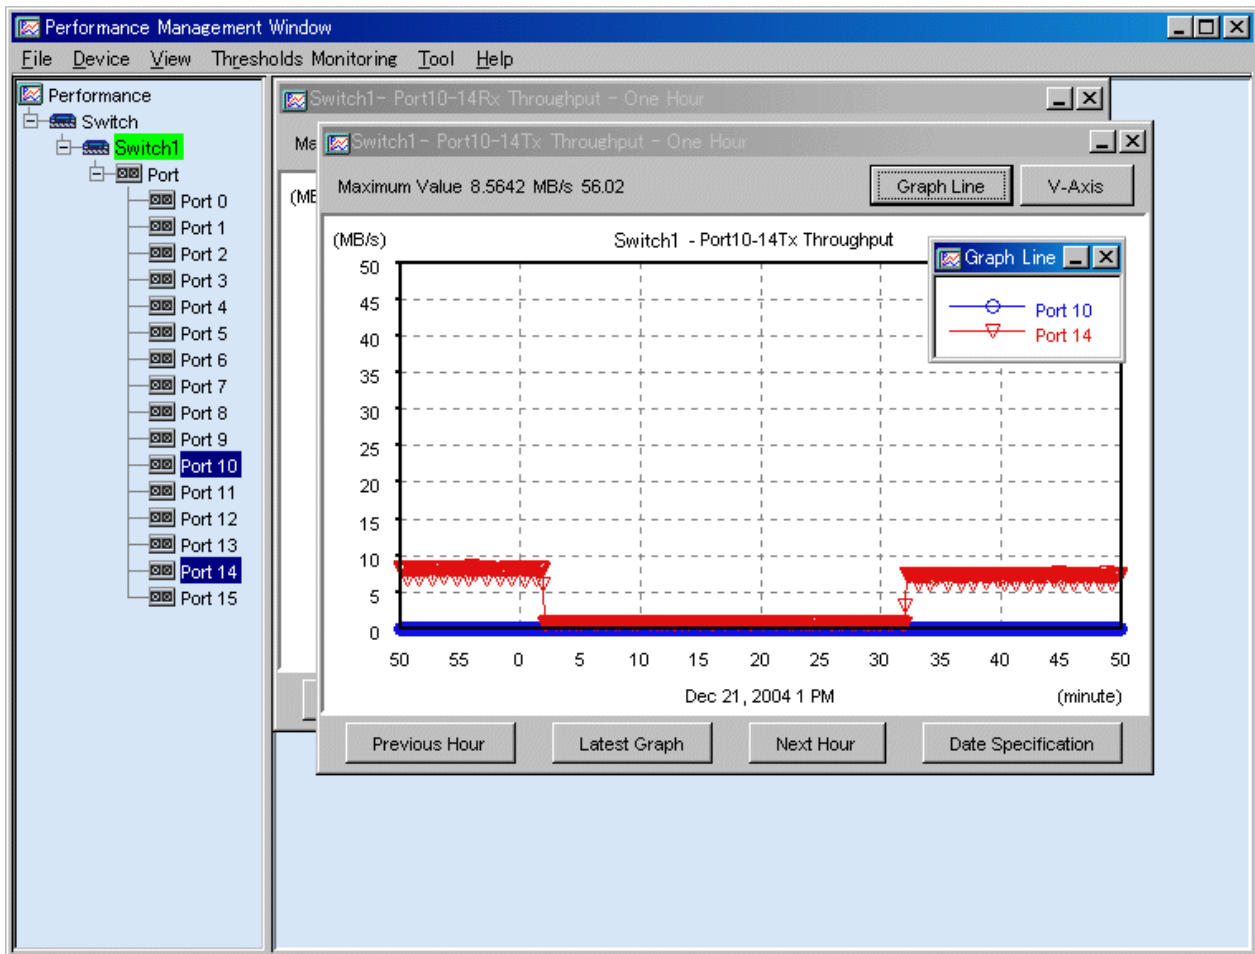 Performance Management Window
File Device View Thresholds Monitoring Tool Help
Performance
Switch
Switch1
Port
Port 0
Port 1
Port 2
Port 3
Port 4
Port 5
Port 6
Port 7
Port 8
Port 9
Port 10
Port 11
Port 12
Port 13
Port 14
Port 15
Switch1- Port10-14Rx Throughput - One Hour
Switch1- Port10-14Tx Throughput - One Hour
Maximum Value 8.5642 MB/s 56.02
Graph Line
V-Axis
(MB/s)
Switch1 - Port10-14Tx Throughput
Graph Line
Port 10
Port 14
50
45
40
35
30
25
20
15
10
5
0
50 55 0 5 10 15 20 25 30 35 40 45 50
Dec 21, 2004 1 PM (minute)
Previous Hour Latest Graph Next Hour Date Specification